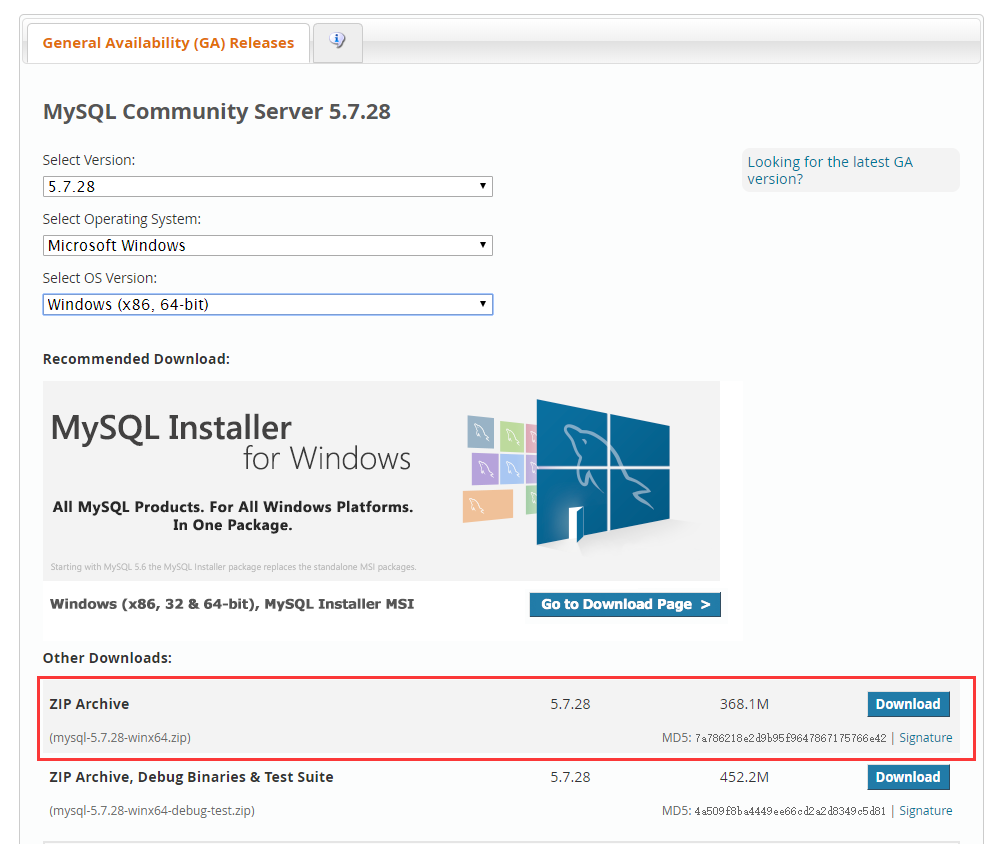 General Availability (GA) Releases
MySQL Community Server 5.7.28
Select Version:
5.7.28
Looking for the latest GA
version?
Select Operating System:
Microsoft Windows
Select OS Version:
Windows (x86, 64-bit)
Recommended Download:
MySQL Installer
for Windows
All MySQL Products. For All Windows Platforms.
In One Package.
Starting with MySQL 5.6 the MySQL Installer package replaces the standalone MSI packages.
Windows (x86, 32 & 64-bit), MySQL Installer MSI
Go to Download Page >
Other Downloads:
ZIP Archive 5.7.28 368.1M Download
(mysql-5.7.28-winx64.zip) MD5: 7a786218e2d9b95f9647867175766e42 | Signature
ZIP Archive, Debug Binaries & Test Suite 5.7.28 452.2M Download
(mysql-5.7.28-winx64-debug-test.zip) MD5: 4a509f8ba4449ee66cd2a2d8349c5d81 | Signature